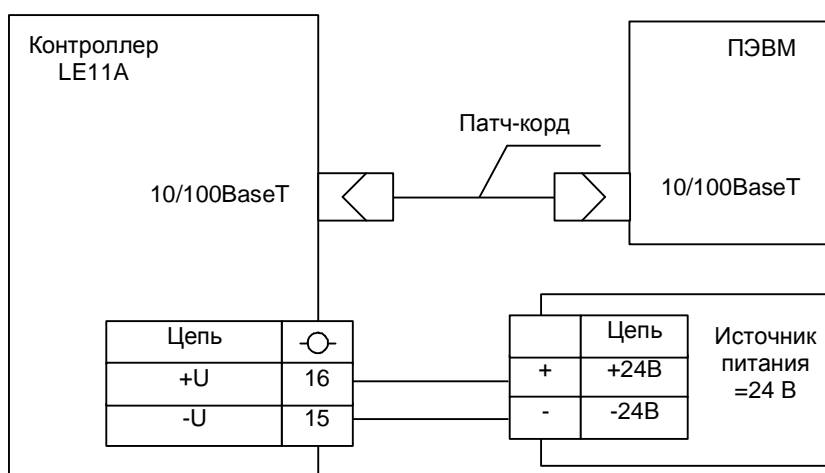 Контроллер
LE11A
ПЭВМ
Патч-корд
10/100BaseT
10/100BaseT
Цепь
+U 16
-U 15
Цепь
+ +24В
- -24В
Источник
питания
=24 В